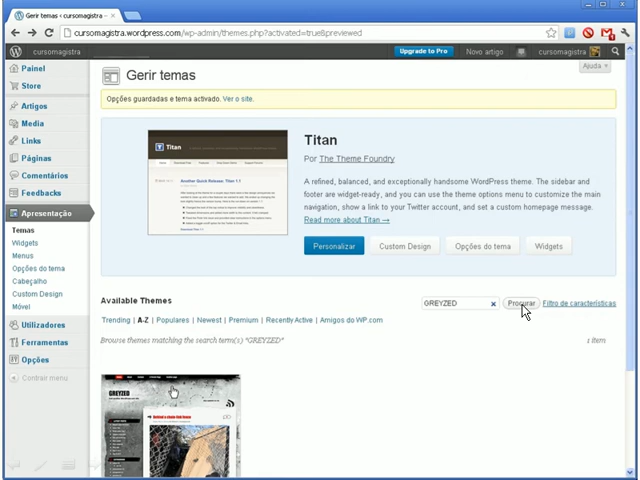 Gerir temas ‹ cursomagistra –
cursomagistra.wordpress.com/wp-admin/themes.php?activated=true&previewed
cursomagistra
Upgrade to Pro
Novo artigo
cursomagistra
Painel
Store
Artigos
Media
Links
Páginas
Comentários
Feedbacks
Apresentação
Temas
Widgets
Menus
Opções do tema
Cabeçalho
Custom Design
Móvel
Utilizadores
Ferramentas
Opções
Contrair menu
Gerir temas
Ajuda
Opções guardadas e tema activado. Ver o site.
Titan
Titan
Por The Theme Foundry
A refined, balanced, and exceptionally handsome WordPress theme. The sidebar
and footer are widget-ready, and you can use the theme options menu to customize the main
navigation, show a link to your Twitter account, and set a custom homepage message.
Read more about Titan →
Personalizar
Custom Design
Opções do tema
Widgets
Available Themes
GREYZED
Procurar
Filtro de características
Trending | A-Z | Populares | Newest | Premium | Recently Active | Amigos do WP.com
Browse themes matching the search term(s) "GREYZED"
1 item
GREYZED